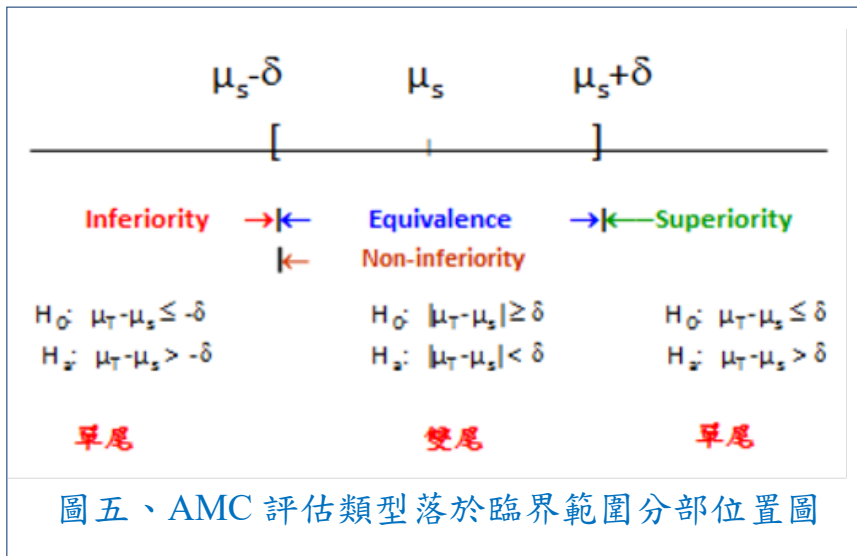 μs-δ μs μs+δ
[ ]
Inferiority →|← Equivalence →|←—Superiority
|← Non-inferiority
H0: μT-μs ≤ -δ H0: |μT-μs| ≥ δ H0: μT-μs ≤ δ
Ha: μT-μs > -δ Ha: |μT-μs| < δ Ha: μT-μs > δ
單尾 雙尾 單尾
圖五、AMC 評估類型落於臨界範圍分部位置圖